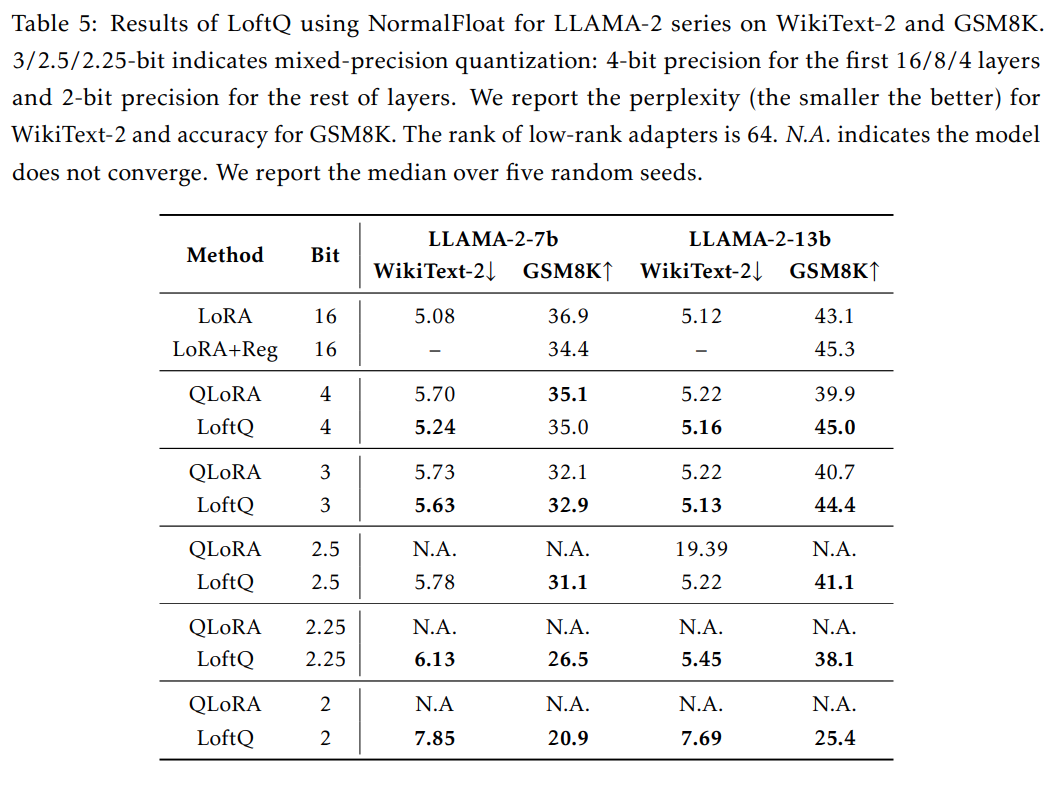 Table 5: Results of LoftQ using NormalFloat for LLAMA-2 series on WikiText-2 and GSM8K.
3/2.5/2.25-bit indicates mixed-precision quantization: 4-bit precision for the first 16/8/4 layers
and 2-bit precision for the rest of layers. We report the perplexity (the smaller the better) for
WikiText-2 and accuracy for GSM8K. The rank of low-rank adapters is 64. N.A. indicates the model
does not converge. We report the median over five random seeds.
Method Bit LLAMA-2-7b LLAMA-2-13b
WikiText-2↓ GSM8K↑ WikiText-2↓ GSM8K↑
LoRA 16 5.08 36.9 5.12 43.1
LoRA+Reg 16 – 34.4 – 45.3
QLoRA 4 5.70 35.1 5.22 39.9
LoftQ 4 5.24 35.0 5.16 45.0
QLoRA 3 5.73 32.1 5.22 40.7
LoftQ 3 5.63 32.9 5.13 44.4
QLoRA 2.5 N.A. N.A. 19.39 N.A.
LoftQ 2.5 5.78 31.1 5.22 41.1
QLoRA 2.25 N.A. N.A. N.A. N.A.
LoftQ 2.25 6.13 26.5 5.45 38.1
QLoRA 2 N.A N.A. N.A. N.A.
LoftQ 2 7.85 20.9 7.69 25.4